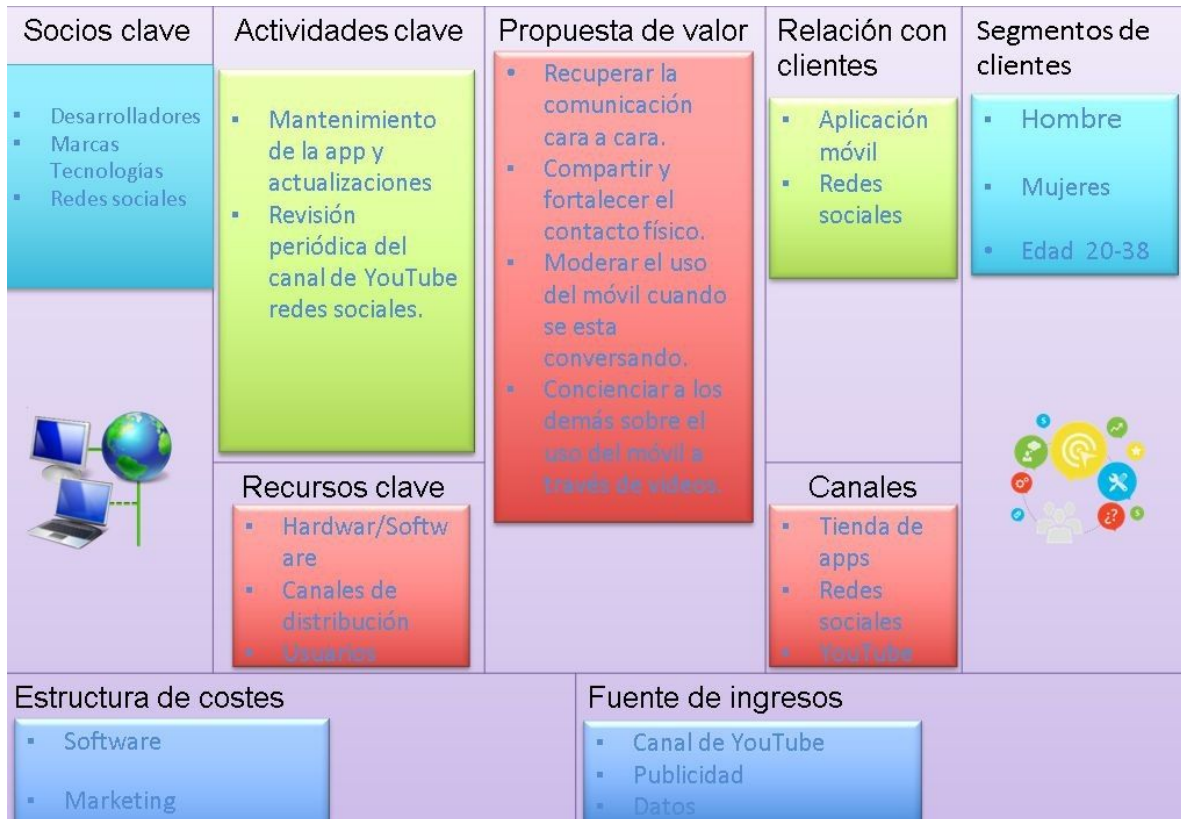 Socios clave
▪ Desarrolladores
▪ Marcas
Tecnologías
▪ Redes sociales
Actividades clave
▪ Mantenimiento
de la app y
actualizaciones
▪ Revisión
periódica del
canal de YouTube
redes sociales.
Recursos clave
▪ Hardwar/Softw
are
▪ Canales de
distribución
▪ Usuarios
Propuesta de valor
• Recuperar la
comunicación
cara a cara.
▪ Compartir y
fortalecer el
contacto físico.
▪ Moderar el uso
del móvil cuando
se esta
conversando.
▪ Concienciar a los
demás sobre el
uso del móvil a
través de videos.
Relación con
clientes
▪ Aplicación
móvil
▪ Redes
sociales
Canales
▪ Tienda de
apps
▪ Redes
sociales
▪ YouTube
Segmentos de
clientes
▪ Hombre
▪ Mujeres
• Edad 20-38
Estructura de costes
▪ Software
▪ Marketing
Fuente de ingresos
▪ Canal de YouTube
▪ Publicidad
▪ Datos